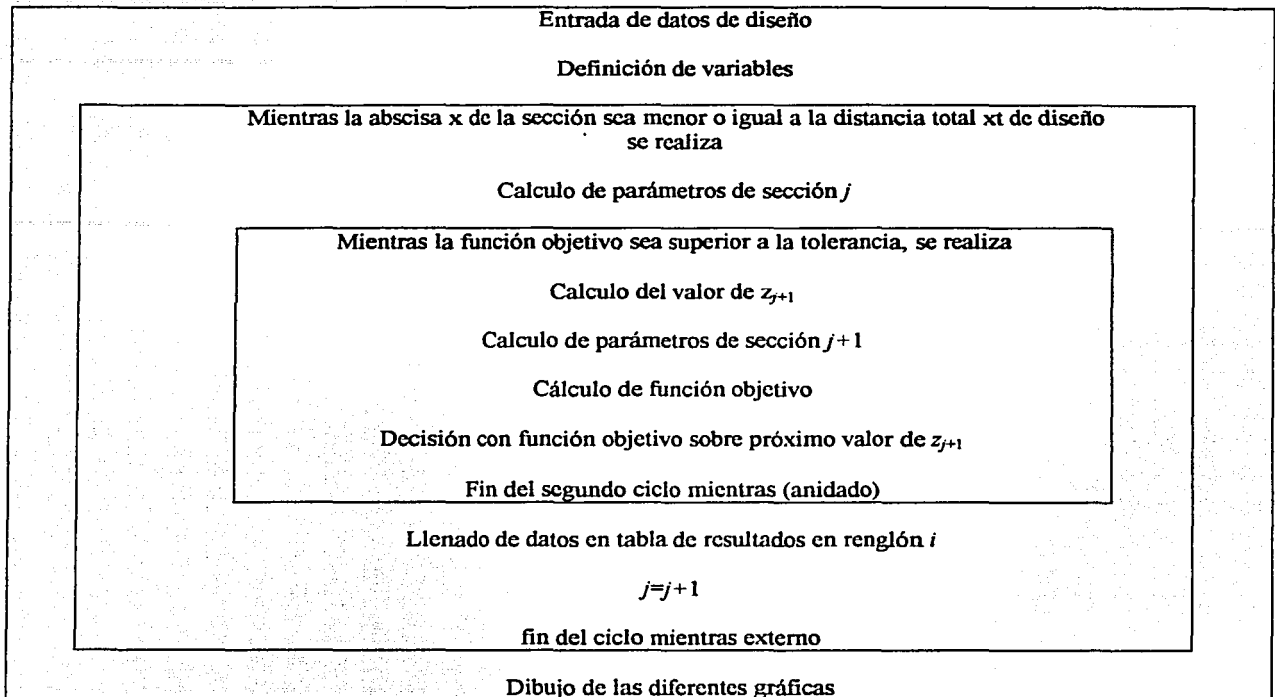 Entrada de datos de diseño
Definición de variables
Mientras la abscisa x de la sección sea menor o igual a la distancia total xt de diseño
se realiza
Calculo de parámetros de sección j
Mientras la función objetivo sea superior a la tolerancia, se realiza
Calculo del valor de z_{j+1}
Calculo de parámetros de sección j+1
Cálculo de función objetivo
Decisión con función objetivo sobre próximo valor de z_{j+1}
Fin del segundo ciclo mientras (anidado)
Llenado de datos en tabla de resultados en renglón i
j=j+1
fin del ciclo mientras externo
Dibujo de las diferentes gráficas